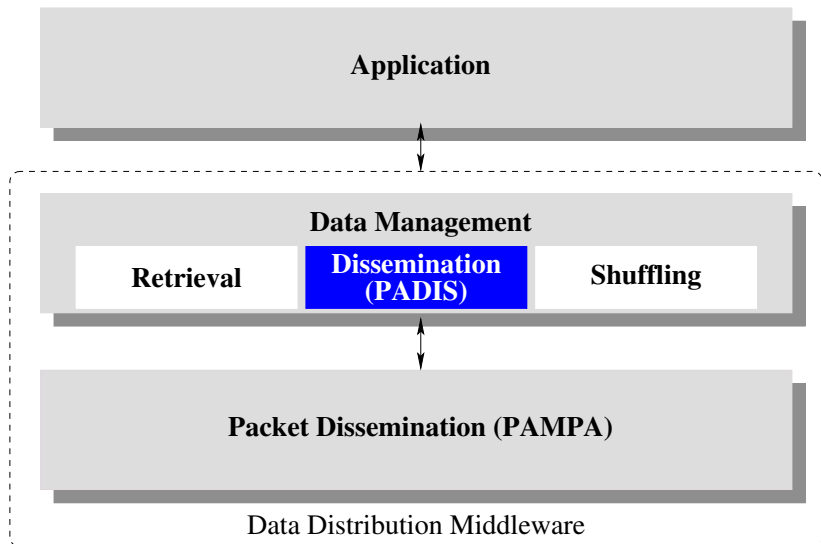 Application
Data Management
Retrieval
Dissemination
(PADIS)
Shuffling
Packet Dissemination (PAMPA)
Data Distribution Middleware